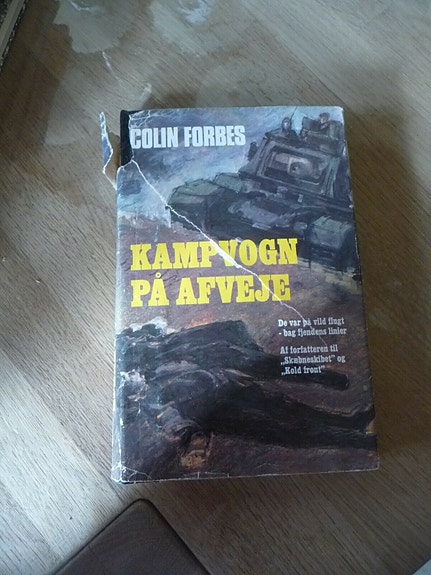 COLIN FORBES
KAMPVOGN
PÅ AFVEJE
De var på vild flugt
- bag fjendens linier
Af forfatteren til
„Skæbneskibet" og
„Kold front"